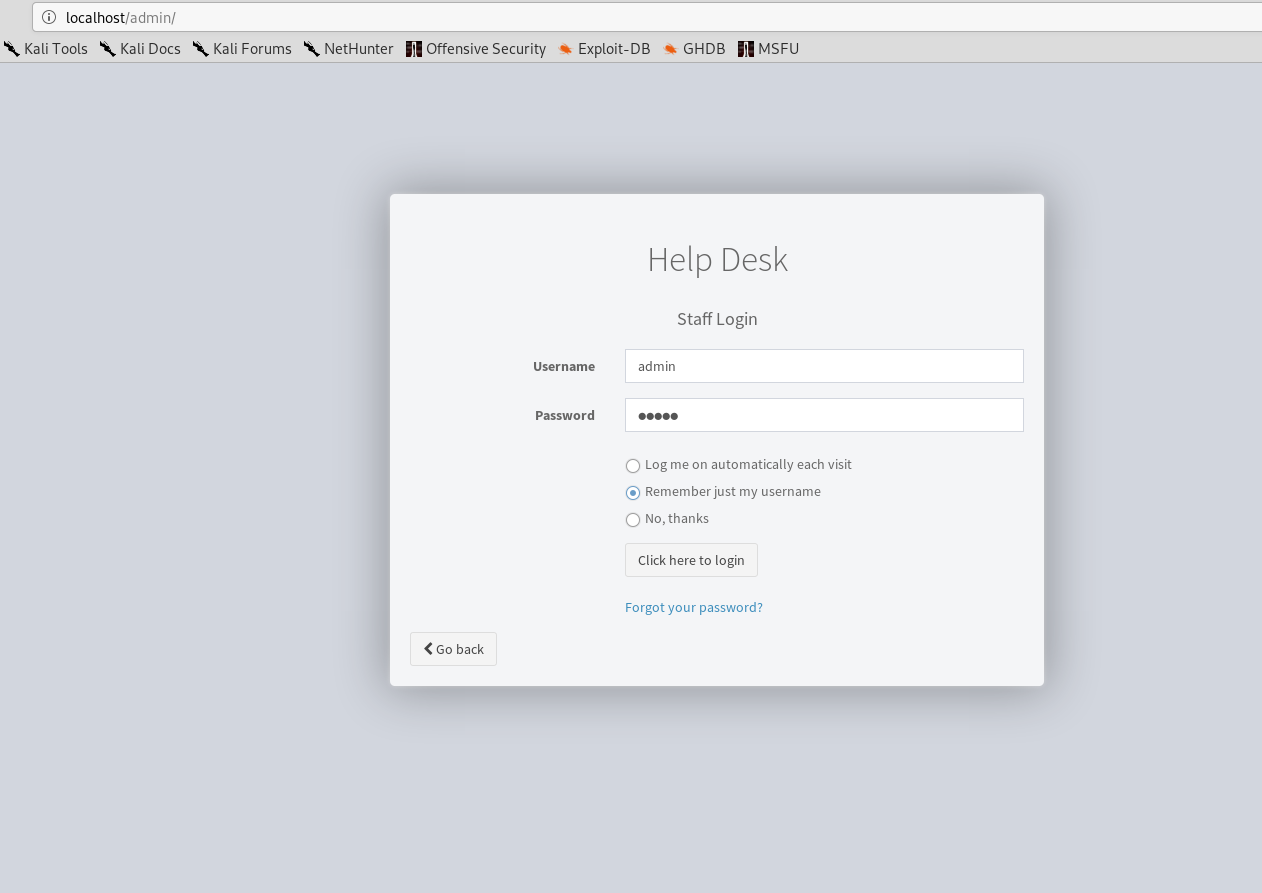 localhost/admin/
Kali Tools Kali Docs Kali Forums NetHunter Offensive Security Exploit-DB GHDB MSFU
Help Desk
Staff Login
Username admin
Password
Log me on automatically each visit
Remember just my username
No, thanks
Click here to login
Forgot your password?
Go back